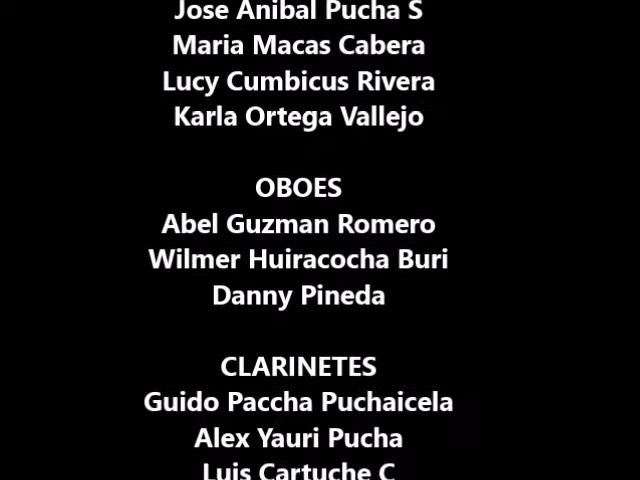 Jose Anibal Pucha S
Maria Macas Cabera
Lucy Cumbicus Rivera
Karla Ortega Vallejo
OBOES
Abel Guzman Romero
Wilmer Huiracocha Buri
Danny Pineda
CLARINETES
Guido Paccha Puchaicela
Alex Yauri Pucha
Luis Cartuche C